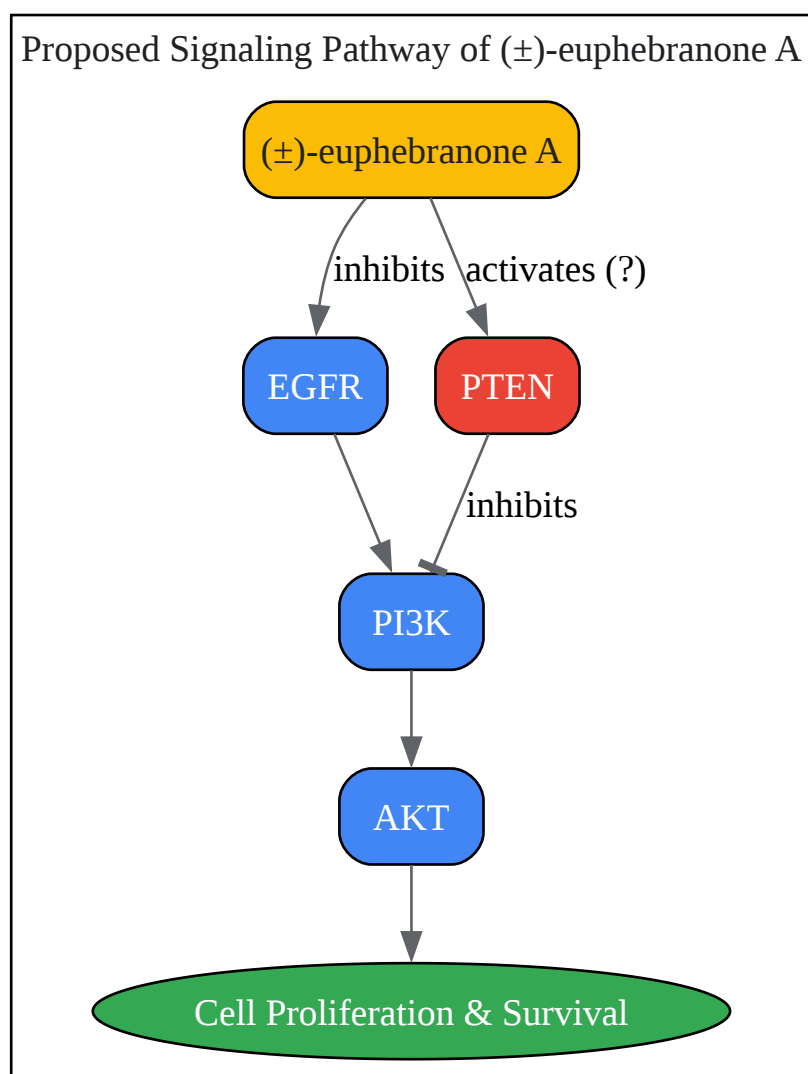 Proposed Signaling Pathway of (±)-euphebranone A
(±)-euphebranone A
inhibits
activates (?)
EGFR
PTEN
inhibits
PI3K
AKT
Cell Proliferation & Survival